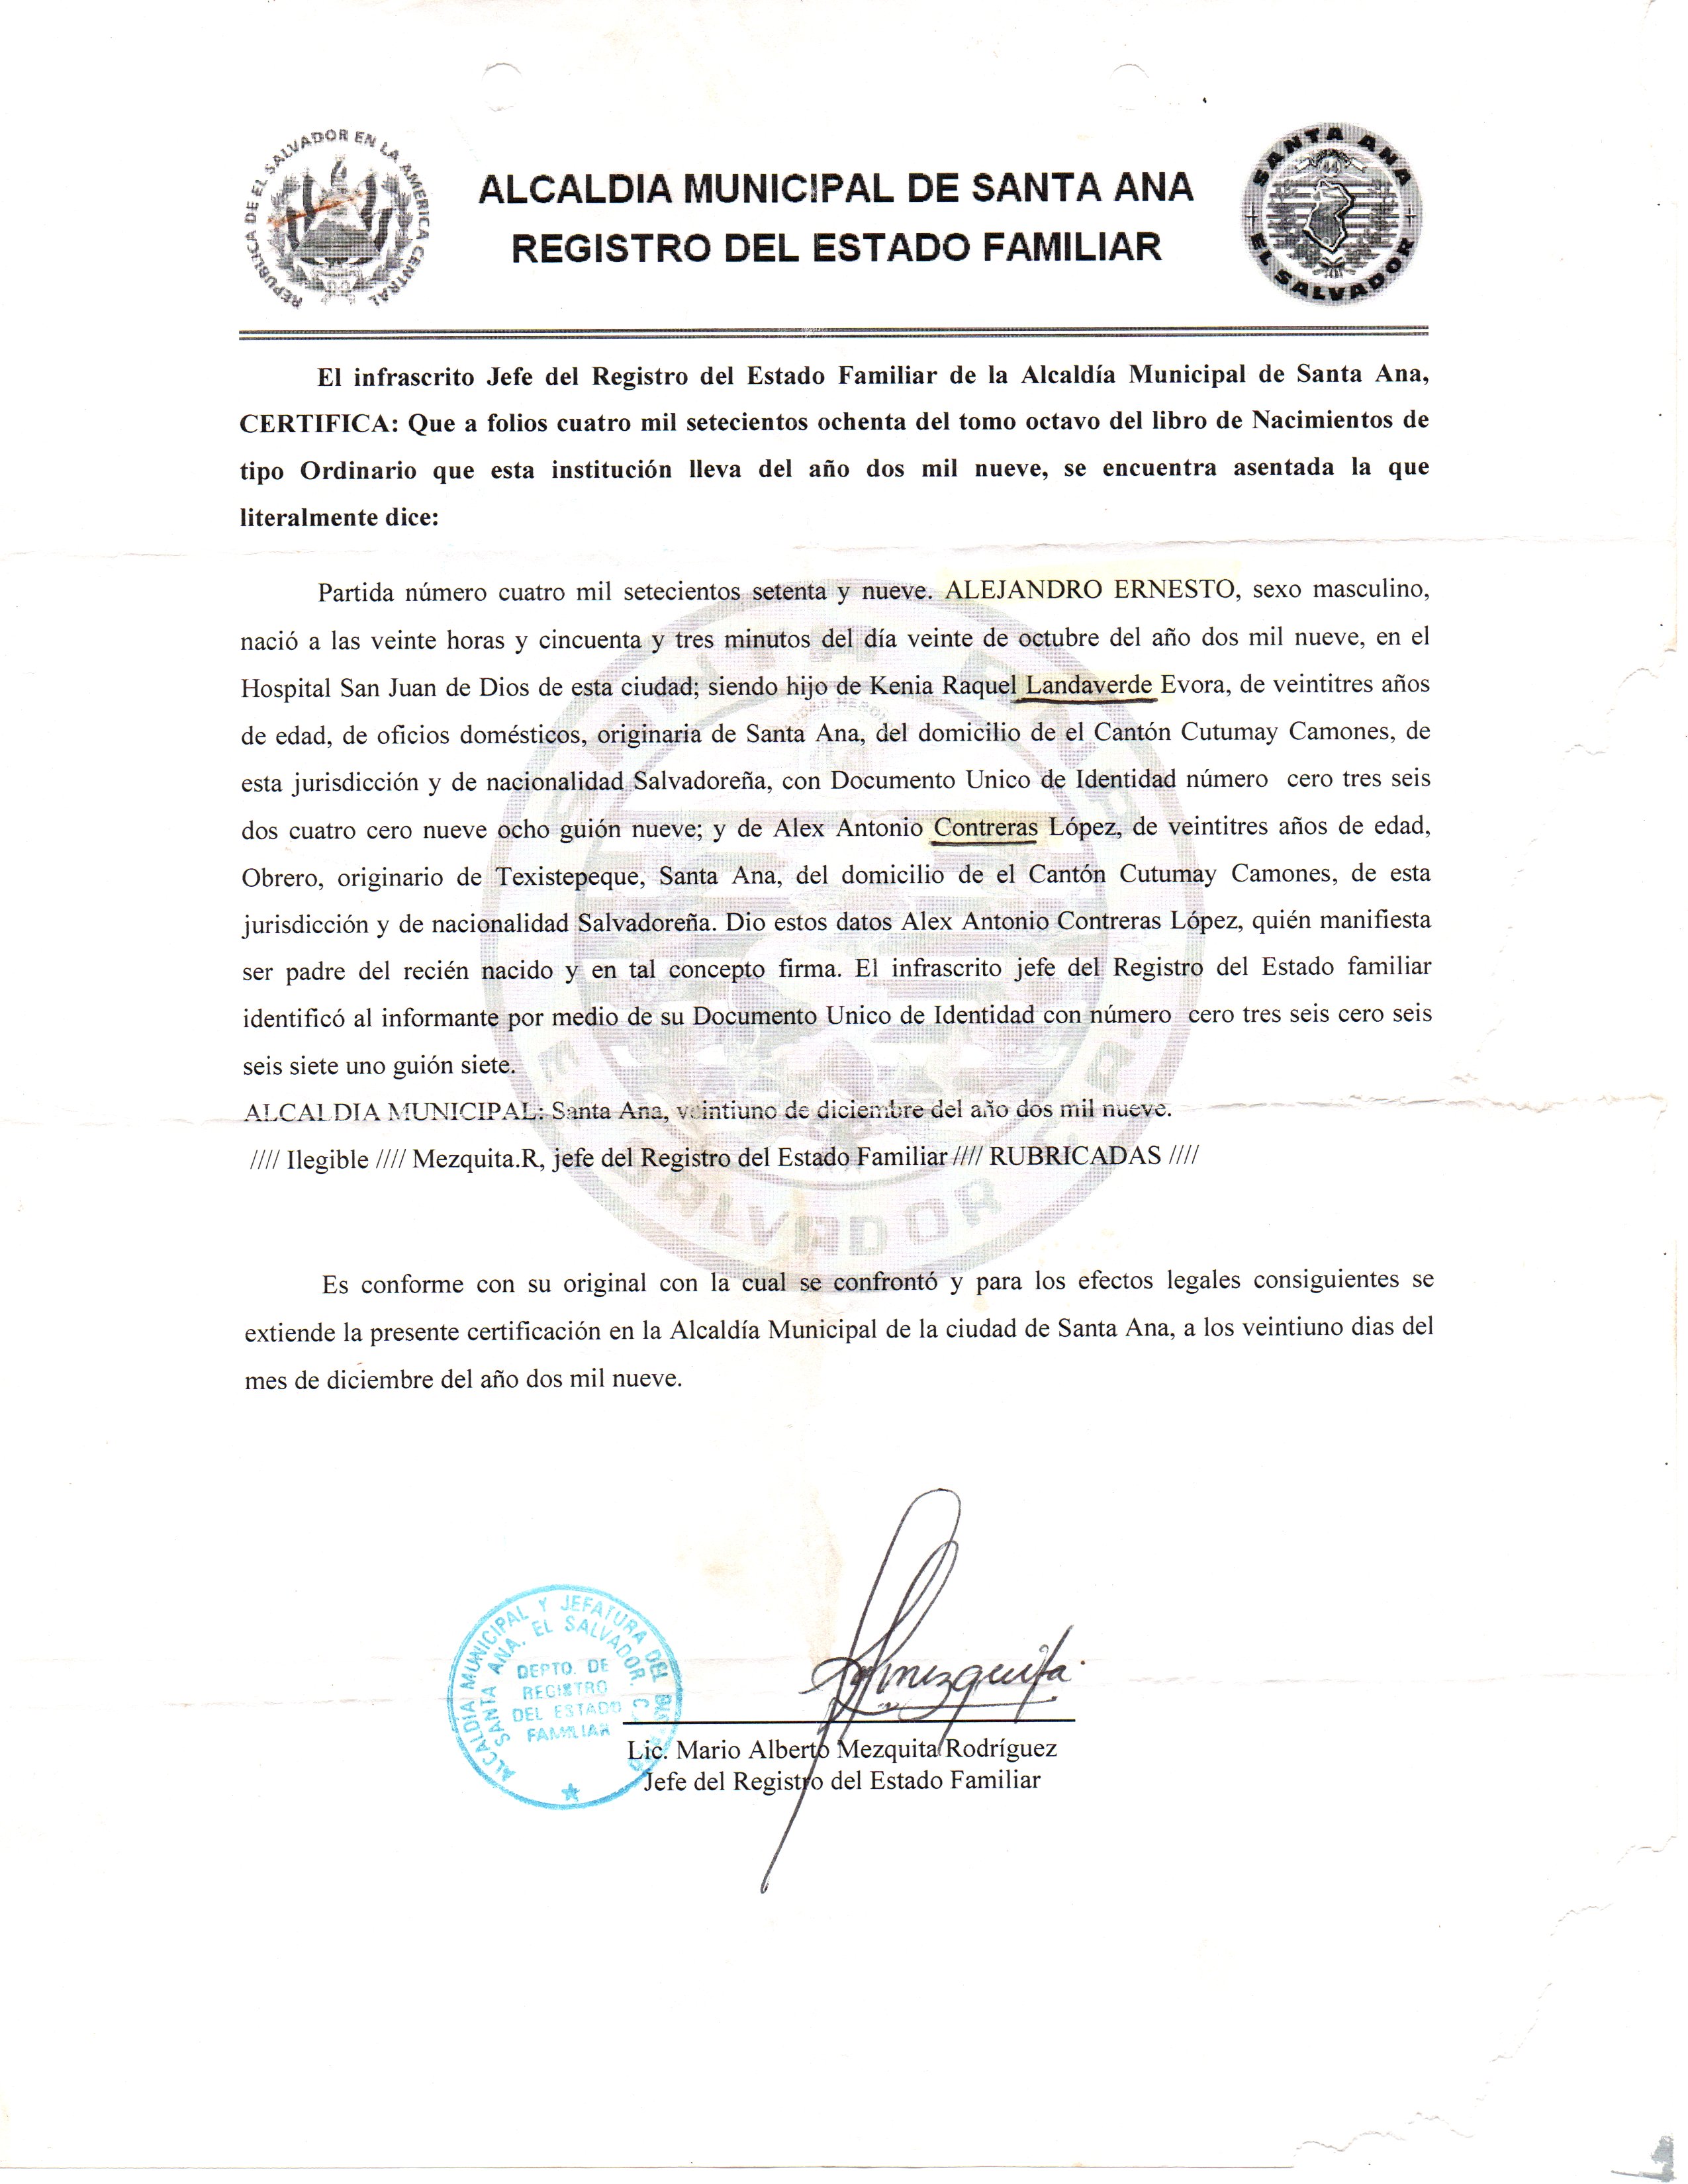 REPUBLICA DE EL SALVADOR EN LA AMERICA CENTRAL
ALCALDIA MUNICIPAL DE SANTA ANA
REGISTRO DEL ESTADO FAMILIAR
SANTA ANA
EL SALVADOR
El infrascrito Jefe del Registro del Estado Familiar de la Alcaldía Municipal de Santa Ana,
CERTIFICA: Que a folios cuatro mil setecientos ochenta del tomo octavo del libro de Nacimientos de
tipo Ordinario que esta institución lleva del año dos mil nueve, se encuentra asentada la que
literalmente dice:
Partida número cuatro mil setecientos setenta y nueve. ALEJANDRO ERNESTO, sexo masculino,
nació a las veinte horas y cincuenta y tres minutos del día veinte de octubre del año dos mil nueve, en el
Hospital San Juan de Dios de esta ciudad; siendo hijo de Kenia Raquel Landaverde Evora, de veintitres años
de edad, de oficios domésticos, originaria de Santa Ana, del domicilio de el Cantón Cutumay Camones, de
esta jurisdicción y de nacionalidad Salvadoreña, con Documento Unico de Identidad número cero tres seis
dos cuatro cero nueve ocho guión nueve; y de Alex Antonio Contreras López, de veintitres años de edad,
Obrero, originario de Texistepeque, Santa Ana, del domicilio de el Cantón Cutumay Camones, de esta
jurisdicción y de nacionalidad Salvadoreña. Dio estos datos Alex Antonio Contreras López, quién manifiesta
ser padre del recién nacido y en tal concepto firma. El infrascrito jefe del Registro del Estado familiar
identificó al informante por medio de su Documento Unico de Identidad con número cero tres seis cero seis
seis siete uno guión siete.
ALCALDIA MUNICIPAL: Santa Ana, veintiuno de diciembre del año dos mil nueve.
//// Ilegible //// Mezquita.R, jefe del Registro del Estado Familiar //// RUBRICADAS ////
SANTA ANA
EL SALVADOR
Es conforme con su original con la cual se confrontó y para los efectos legales consiguientes se
extiende la presente certificación en la Alcaldía Municipal de la ciudad de Santa Ana, a los veintiuno dias del
mes de diciembre del año dos mil nueve.
ALCALDIA MUNICIPAL Y JEFATURA DEL
SANTA ANA, EL SALVADOR, C.
DEPTO. DE
REGISTRO
DEL ESTADO
FAMILIAR
Lic. Mario Alberto Mezquita Rodríguez
Jefe del Registro del Estado Familiar